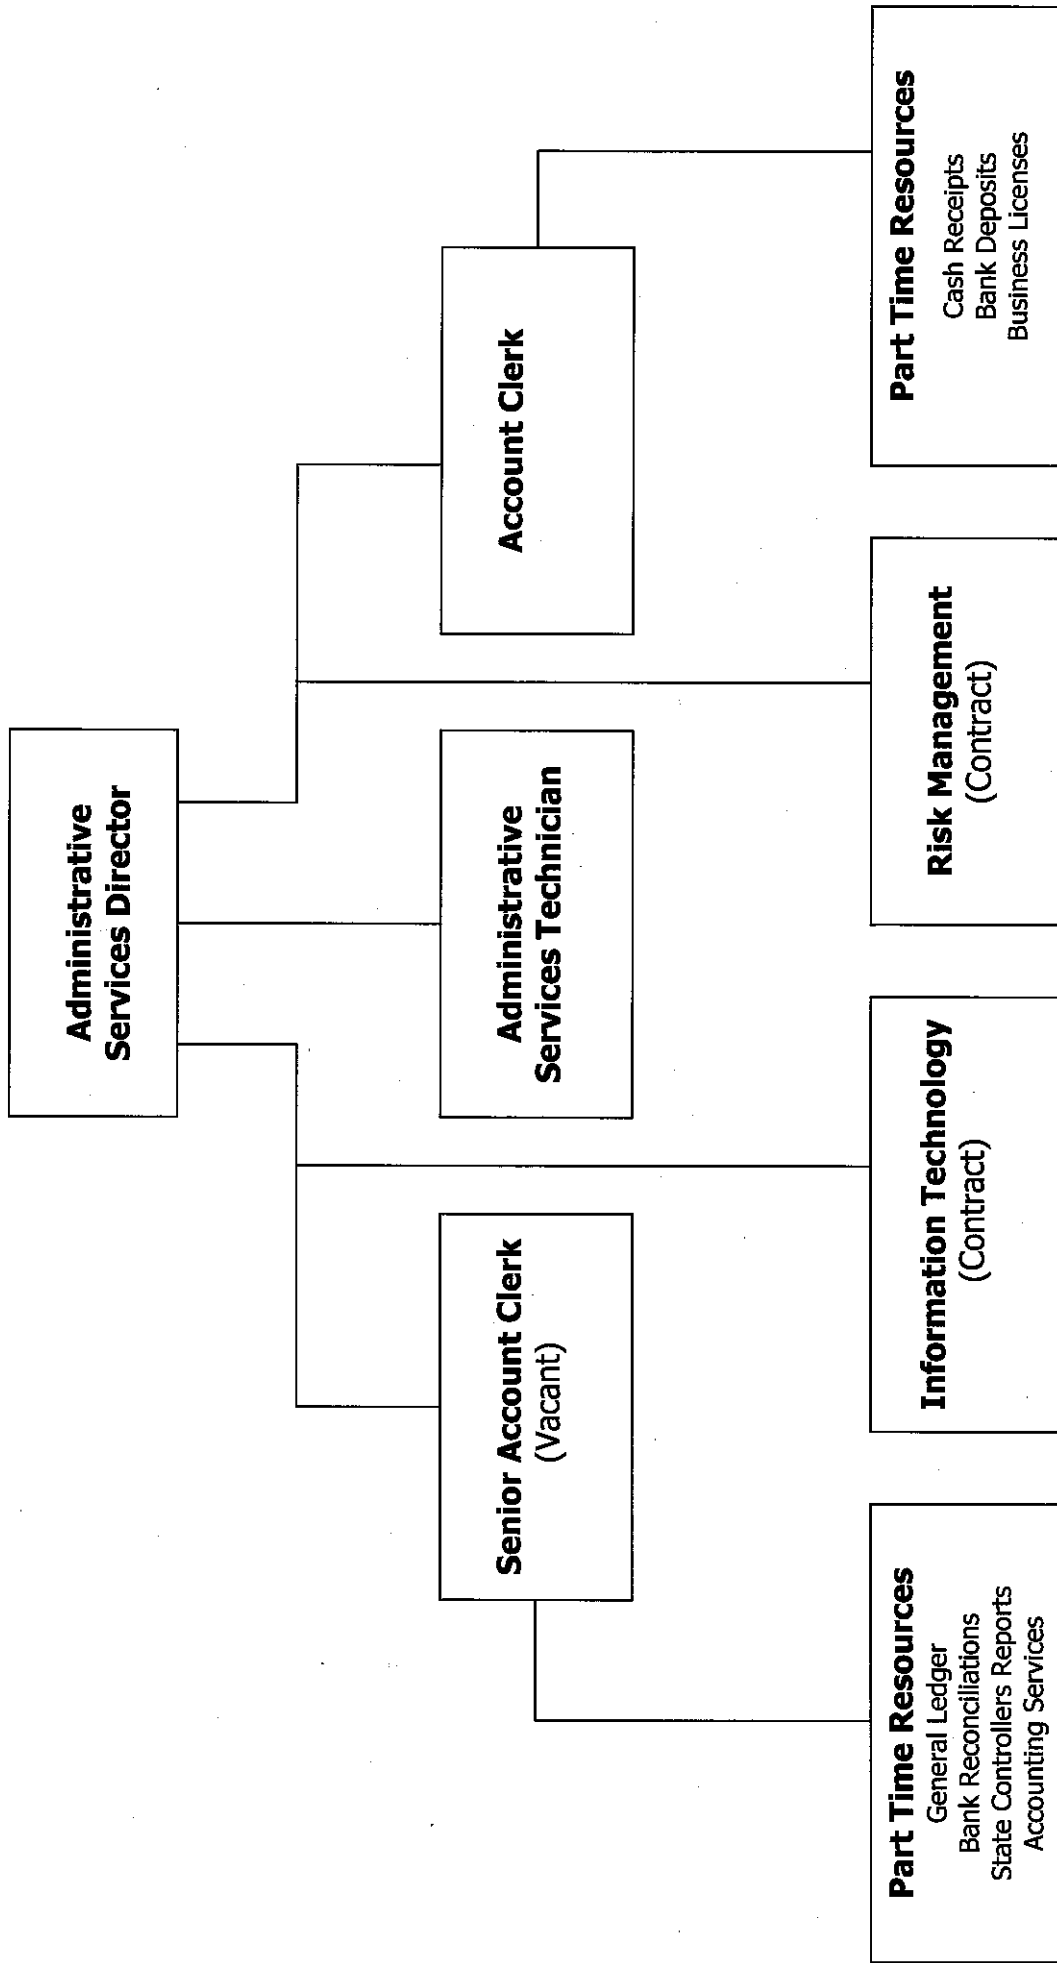 Administrative
Services Director
Senior Account Clerk
(Vacant)
Administrative
Services Technician
Account Clerk
Part Time Resources
General Ledger
Bank Reconciliations
State Controllers Reports
Accounting Services
Information Technology
(Contract)
Risk Management
(Contract)
Part Time Resources
Cash Receipts
Bank Deposits
Business Licenses